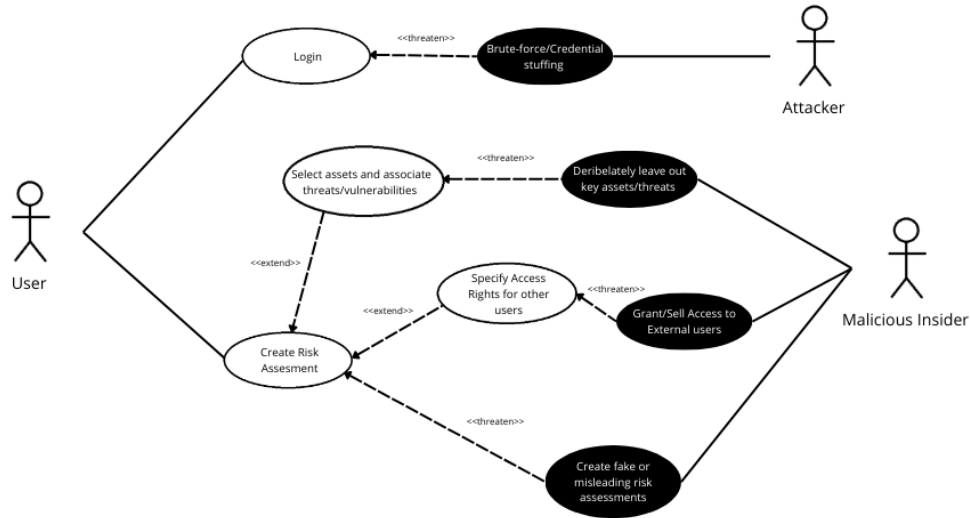 <<threaten>>
Login
Brute-force/Credential
stuffing
Attacker
<<threaten>>
Select assets and associate
threats/vulnerabilities
Deribelately leave out
key assets/threats
User
<<extend>>
Specify Access
Rights for other
users
<<threaten>>
<<extend>>
Grant/Sell Access to
External users
Malicious Insider
Create Risk
Assesment
<<threaten>>
Create fake or
misleading risk
assessments